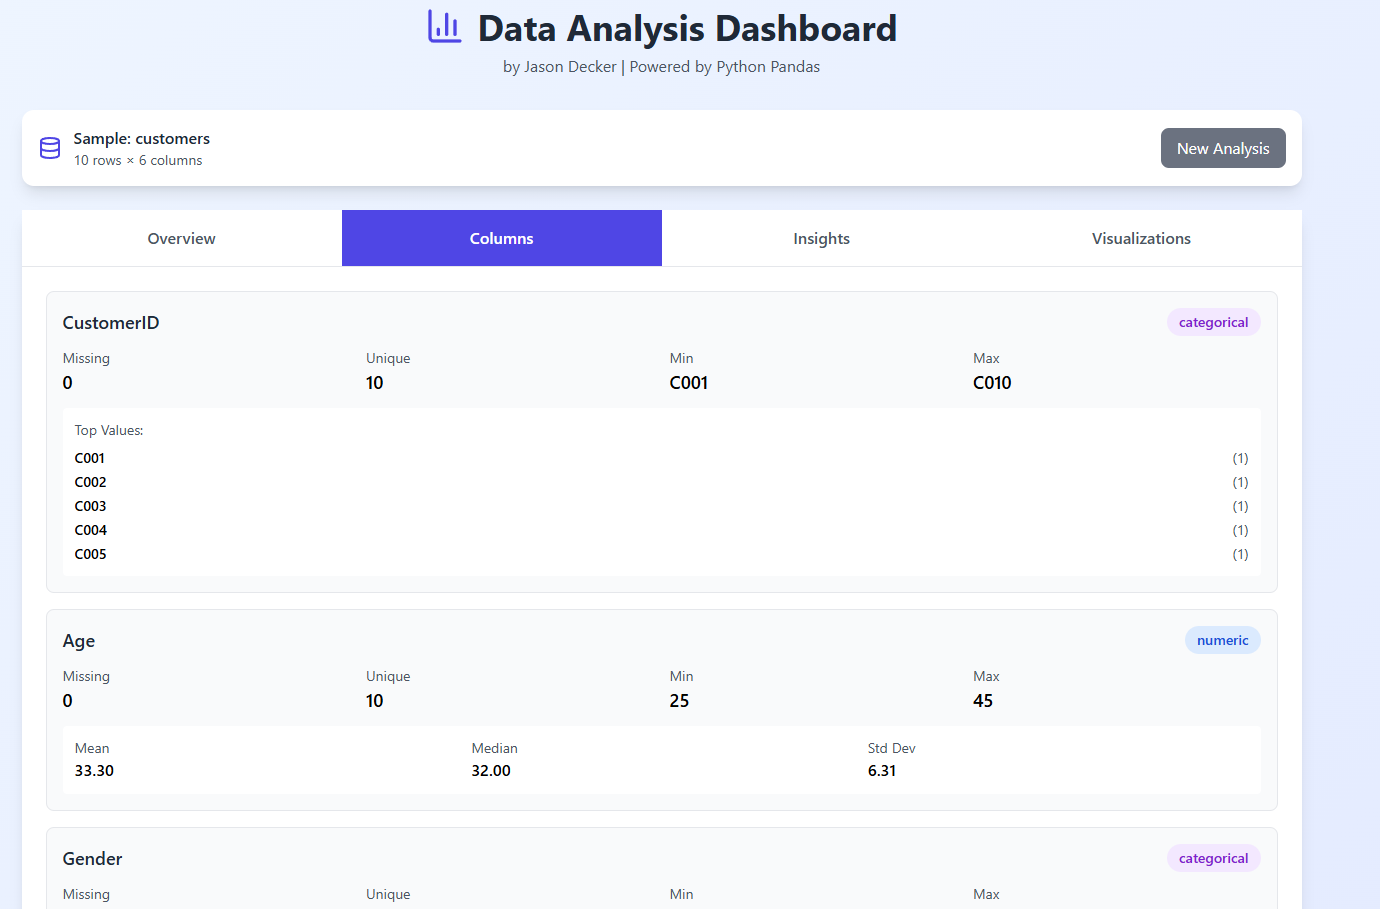 Data Analysis Dashboard
by Jason Decker | Powered by Python Pandas
Sample: customers
10 rows × 6 columns
New Analysis
Overview Columns Insights Visualizations
CustomerID categorical
Missing Unique Min Max
0 10 C001 C010
Top Values:
C001 (1)
C002 (1)
C003 (1)
C004 (1)
C005 (1)
Age numeric
Missing Unique Min Max
0 10 25 45
Mean Median Std Dev
33.30 32.00 6.31
Gender categorical
Missing Unique Min Max